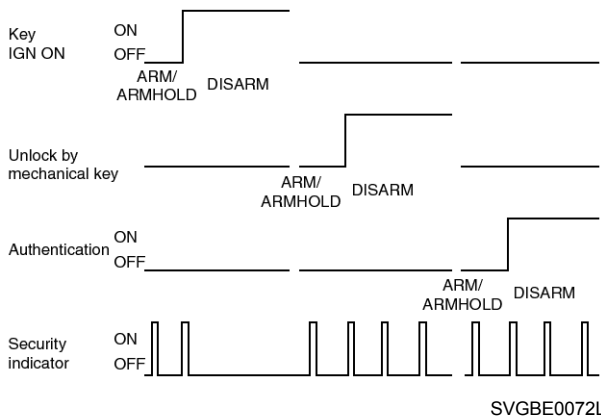 Key
IGN ON
ON
OFF
ARM/
ARMHOLD
DISARM
Unlock by
mechanical key
ARM/
ARMHOLD
DISARM
Authentication
ON
OFF
ARM/
ARMHOLD
DISARM
Security
indicator
ON
OFF
SVGBE0072L